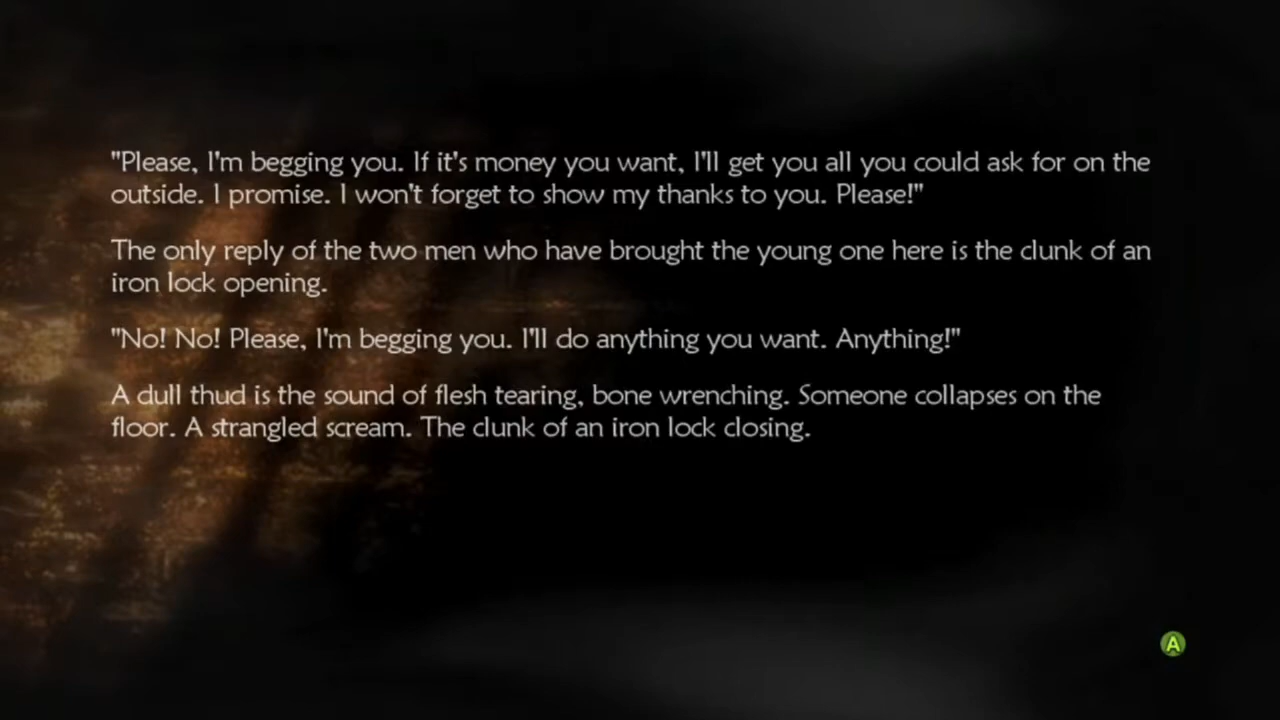 "Please, I'm begging you. If it's money you want, I'll get you all you could ask for on the
outside. I promise. I won't forget to show my thanks to you. Please!"
The only reply of the two men who have brought the young one here is the clunk of an
iron lock opening.
"No! No! Please, I'm begging you. I'll do anything you want. Anything!"
A dull thud is the sound of flesh tearing, bone wrenching. Someone collapses on the
floor. A strangled scream. The clunk of an iron lock closing.
A